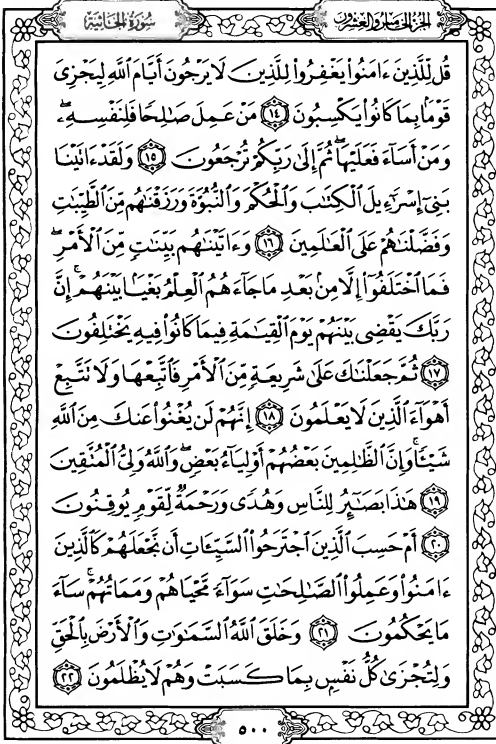 الجزء الخامس والعشرون
سورة الجاثية
قُل لِّلَّذِينَ ءَامَنُواْ يَغْفِرُواْ لِلَّذِينَ لَا يَرْجُونَ أَيَّامَ ٱللَّهِ لِيَجْزِىَ
قَوْمًۢا بِمَا كَانُواْ يَكْسِبُونَ ١٤ مَنْ عَمِلَ صَٰلِحًا فَلِنَفْسِهِۦۖ
وَمَنْ أَسَآءَ فَعَلَيْهَاۖ ثُمَّ إِلَىٰ رَبِّكُمْ تُرْجَعُونَ ١٥ وَلَقَدْ ءَاتَيْنَا
بَنِىٓ إِسْرَٰٓءِيلَ ٱلْكِتَٰبَ وَٱلْحُكْمَ وَٱلنُّبُوَّةَ وَرَزَقْنَٰهُم مِّنَ ٱلطَّيِّبَٰتِ
وَفَضَّلْنَٰهُمْ عَلَى ٱلْعَٰلَمِينَ ١٦ وَءَاتَيْنَٰهُم بَيِّنَٰتٍ مِّنَ ٱلْأَمْرِۖ
فَمَا ٱخْتَلَفُوٓاْ إِلَّا مِنۢ بَعْدِ مَا جَآءَهُمُ ٱلْعِلْمُ بَغْيًۢا بَيْنَهُمْۚ إِنَّ
رَبَّكَ يَقْضِى بَيْنَهُمْ يَوْمَ ٱلْقِيَٰمَةِ فِيمَا كَانُواْ فِيهِ يَخْتَلِفُونَ
١٧ ثُمَّ جَعَلْنَٰكَ عَلَىٰ شَرِيعَةٍ مِّنَ ٱلْأَمْرِ فَٱتَّبِعْهَا وَلَا تَتَّبِعْ
أَهْوَآءَ ٱلَّذِينَ لَا يَعْلَمُونَ ١٨ إِنَّهُمْ لَن يُغْنُواْ عَنكَ مِنَ ٱللَّهِ
شَيْـًٔاۚ وَإِنَّ ٱلظَّٰلِمِينَ بَعْضُهُمْ أَوْلِيَآءُ بَعْضٍۖ وَٱللَّهُ وَلِىُّ ٱلْمُتَّقِينَ
١٩ هَٰذَا بَصَٰٓئِرُ لِلنَّاسِ وَهُدًى وَرَحْمَةٌ لِّقَوْمٍ يُوقِنُونَ
٢٠ أَمْ حَسِبَ ٱلَّذِينَ ٱجْتَرَحُواْ ٱلسَّيِّـَٔاتِ أَن نَّجْعَلَهُمْ كَٱلَّذِينَ
ءَامَنُواْ وَعَمِلُواْ ٱلصَّٰلِحَٰتِ سَوَآءً مَّحْيَاهُمْ وَمَمَاتُهُمْۚ سَآءَ
مَا يَحْكُمُونَ ٢١ وَخَلَقَ ٱللَّهُ ٱلسَّمَٰوَٰتِ وَٱلْأَرْضَ بِٱلْحَقِّ
وَلِتُجْزَىٰ كُلُّ نَفْسٍۭ بِمَا كَسَبَتْ وَهُمْ لَا يُظْلَمُونَ ٢٢
٥٠٠